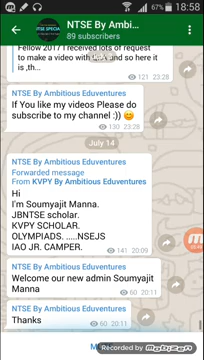 67% 18:58
NTSE SPECIAL
NTSE By Ambi...
89 subscribers
Fellow 2017 I received lots of request
to make a video with
and so here it
is ,th...
121 23:28
NTSE By Ambitious Eduventures
If You like my videos Please do
subscribe to my channel :)) 😊
130 23:28
July 14
NTSE By Ambitious Eduventures
Forwarded message
From KVPY By Ambitious Eduventures
Hi
I'm Soumyajit Manna.
JBNTSE scholar.
KVPY SCHOLAR.
OLYMPIADS. ....NSEJS
IAO JR. CAMPER.
141 20:09
NTSE By Ambitious Eduventures
Welcome our new admin Soumyajit
Manna
60 20:11
NTSE By Ambitious Eduventures
Thanks
60 20:11
Recorded by Mobizen